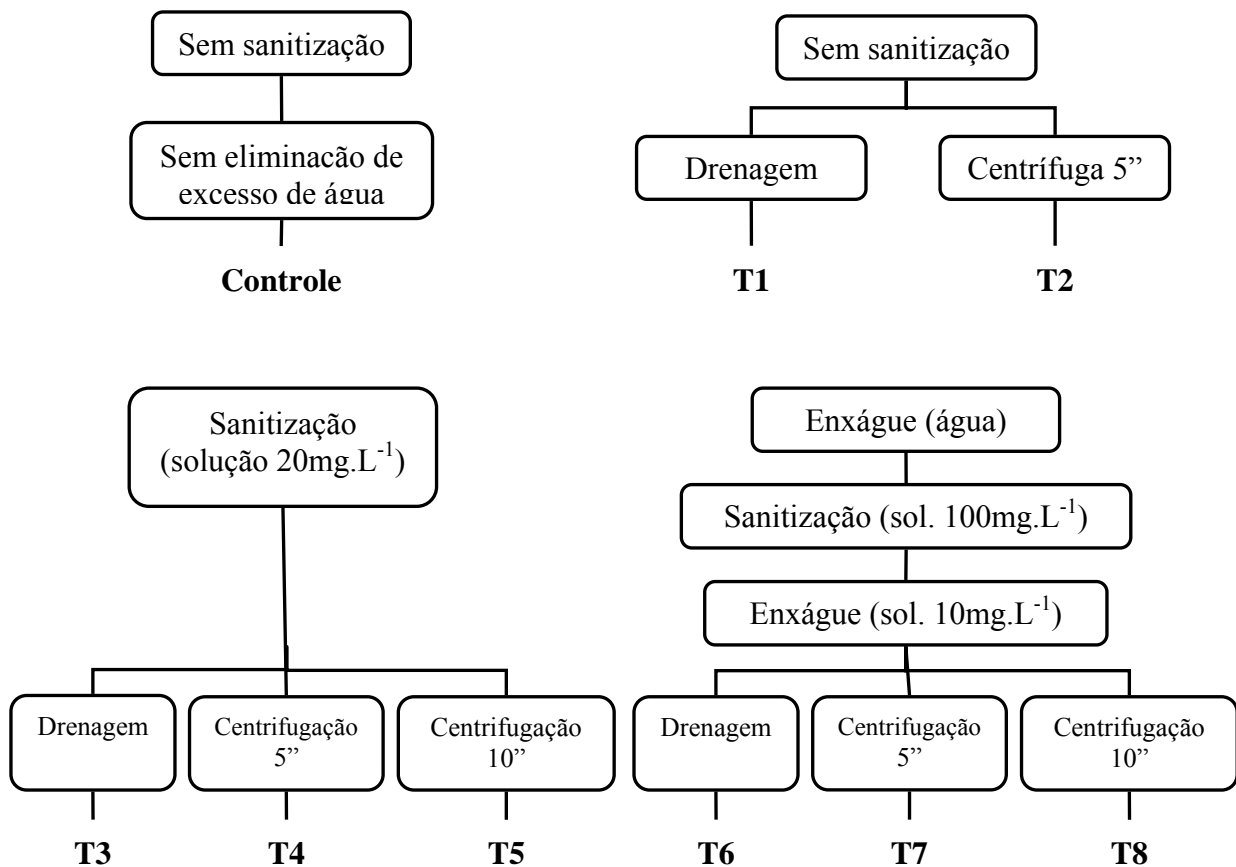 Sem sanitização
Sem eliminacão de
excesso de água
Controle
Sem sanitização
Drenagem
Centrífuga 5”
T1
T2
Sanitização
(solução 20mg.L⁻¹)
Drenagem
Centrifugação
5”
Centrifugação
10”
T3
T4
T5
Enxágue (água)
Sanitização (sol. 100mg.L⁻¹)
Enxágue (sol. 10mg.L⁻¹)
Drenagem
Centrifugação
5”
Centrifugação
10”
T6
T7
T8